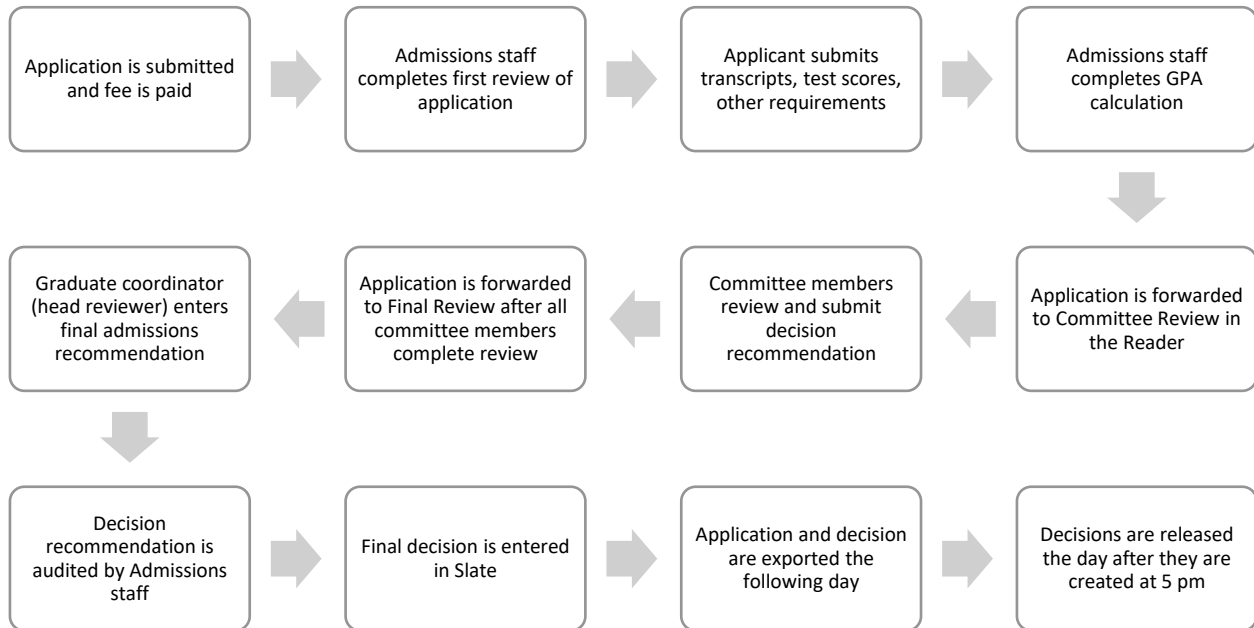 Application is submitted
and fee is paid
Admissions staff
completes first review of
application
Applicant submits
transcripts, test scores,
other requirements
Admissions staff
completes GPA
calculation
Application is forwarded
to Committee Review in
the Reader
Committee members
review and submit
decision
recommendation
Application is forwarded
to Final Review after all
committee members
complete review
Graduate coordinator
(head reviewer) enters
final admissions
recommendation
Decision
recommendation is
audited by Admissions
staff
Final decision is entered
in Slate
Application and decision
are exported the
following day
Decisions are released
the day after they are
created at 5 pm